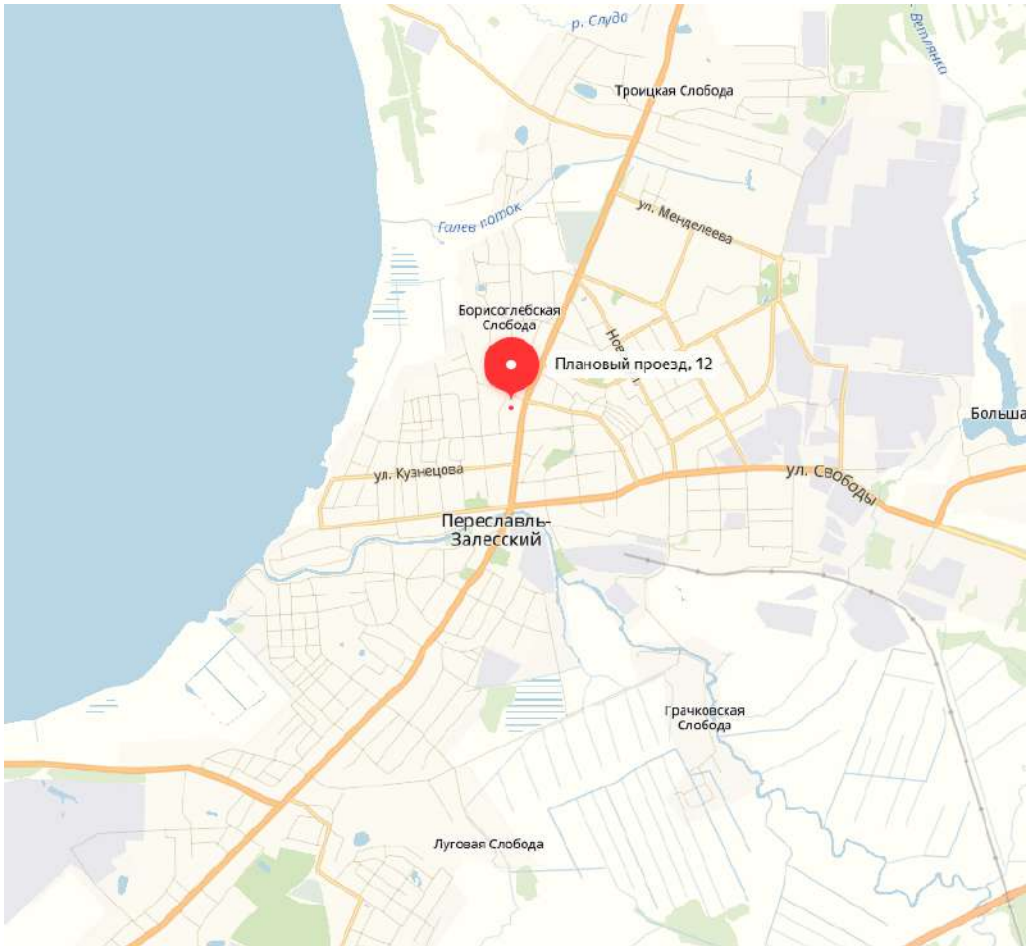 р. Слуда
Ветлянка
Троицкая Слобода
ул. Менделеева
Галев поток
Борисоглебская
Слобода
Плановый проезд, 12
Больша
ул. Кузнецова
ул. Свободы
Переславль-
Залесский
Грачковская
Слобода
Луговая Слобода